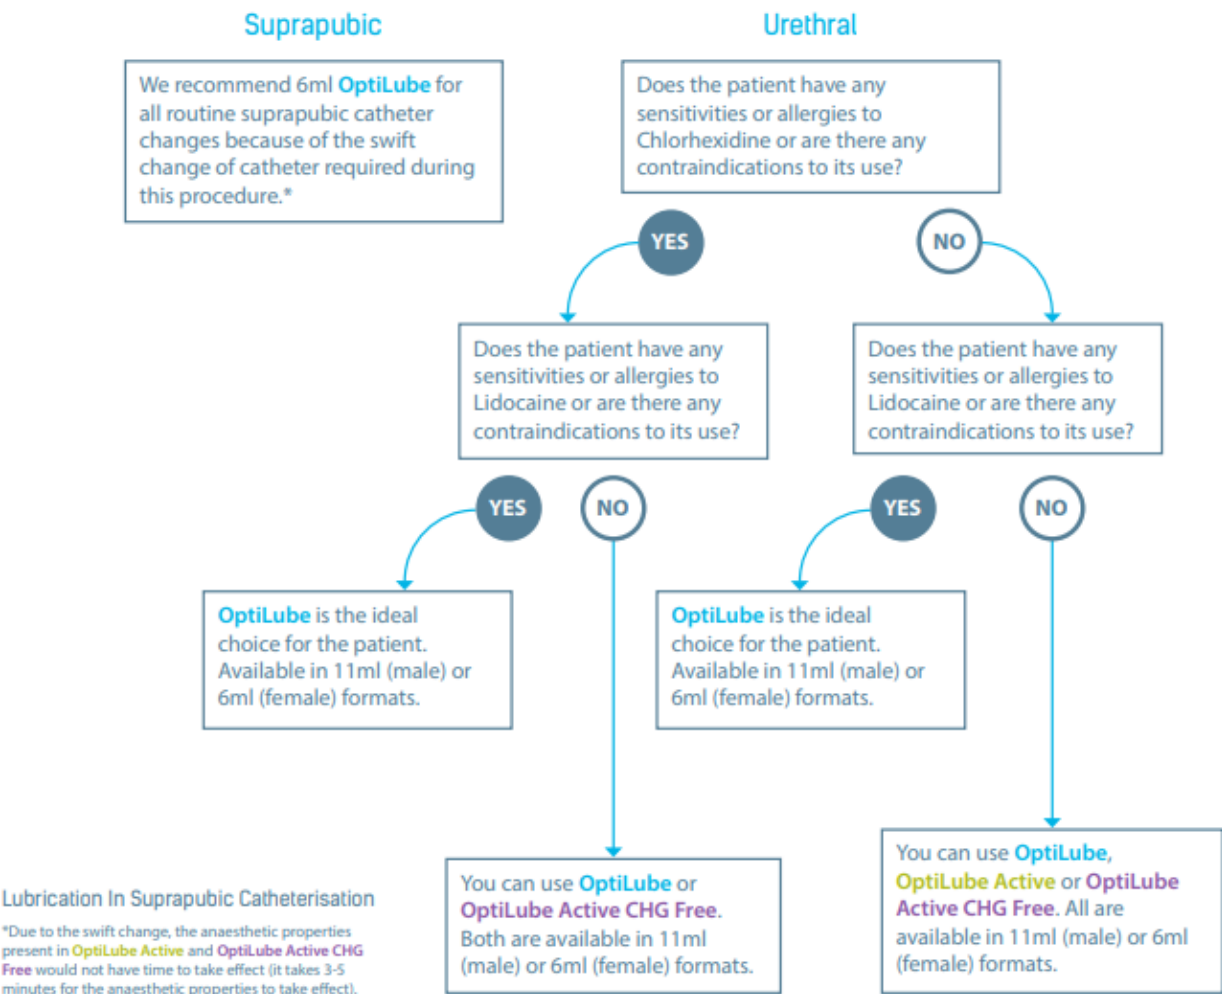 Suprapubic
We recommend 6ml OptiLube for
all routine suprapubic catheter
changes because of the swift
change of catheter required during
this procedure.*
Urethral
Does the patient have any
sensitivities or allergies to
Chlorhexidine or are there any
contraindications to its use?
YES
NO
Does the patient have any
sensitivities or allergies to
Lidocaine or are there any
contraindications to its use?
Does the patient have any
sensitivities or allergies to
Lidocaine or are there any
contraindications to its use?
YES
NO
YES
NO
OptiLube is the ideal
choice for the patient.
Available in 11ml (male) or
6ml (female) formats.
OptiLube is the ideal
choice for the patient.
Available in 11ml (male) or
6ml (female) formats.
You can use OptiLube or
OptiLube Active CHG Free.
Both are available in 11ml
(male) or 6ml (female) formats.
You can use OptiLube,
OptiLube Active or OptiLube
Active CHG Free. All are
available in 11ml (male) or 6ml
(female) formats.
Lubrication In Suprapubic Catheterisation
*Due to the swift change, the anaesthetic properties
present in OptiLube Active and OptiLube Active CHG
Free would not have time to take effect (it takes 3-5
minutes for the anaesthetic properties to take effect).